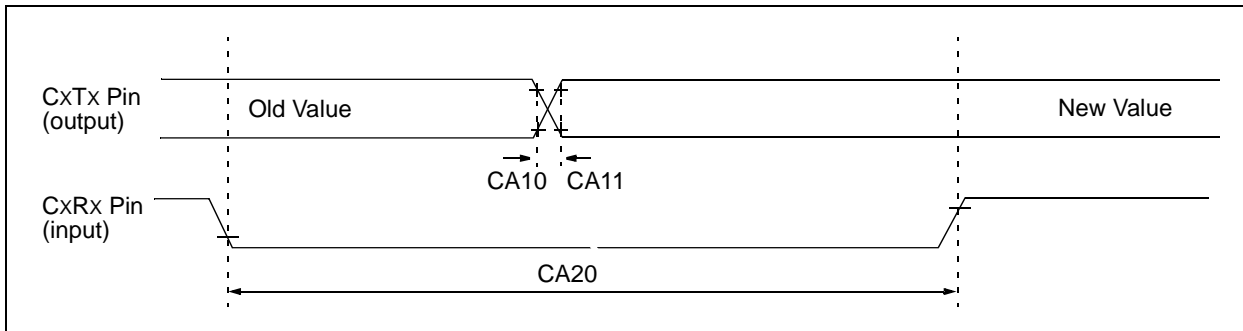 CxTx Pin
(output)
Old Value
New Value
CA10 CA11
CxRx Pin
(input)
CA20